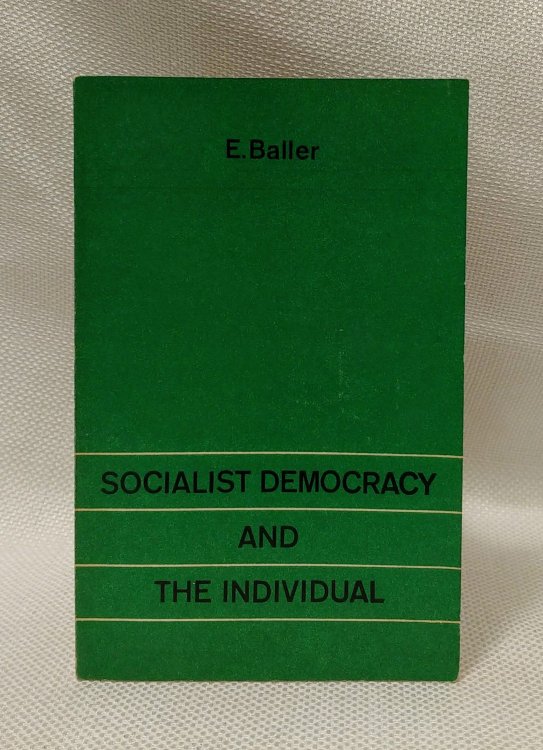 E.Baller
SOCIALIST DEMOCRACY
AND
THE INDIVIDUAL